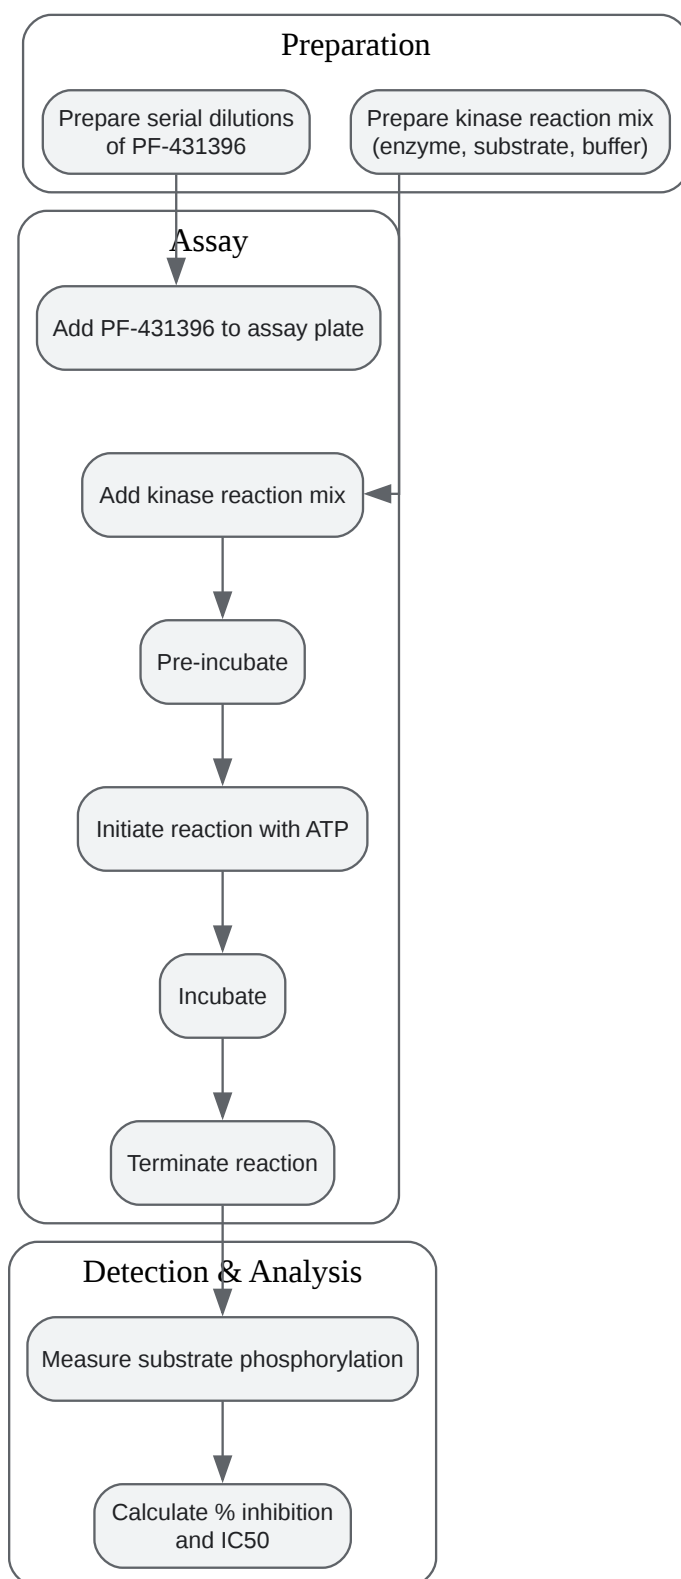 Preparation
Prepare serial dilutions
of PF-431396
Prepare kinase reaction mix
(enzyme, substrate, buffer)
Assay
Add PF-431396 to assay plate
Add kinase reaction mix
Pre-incubate
Initiate reaction with ATP
Incubate
Terminate reaction
Detection & Analysis
Measure substrate phosphorylation
Calculate % inhibition
and IC50